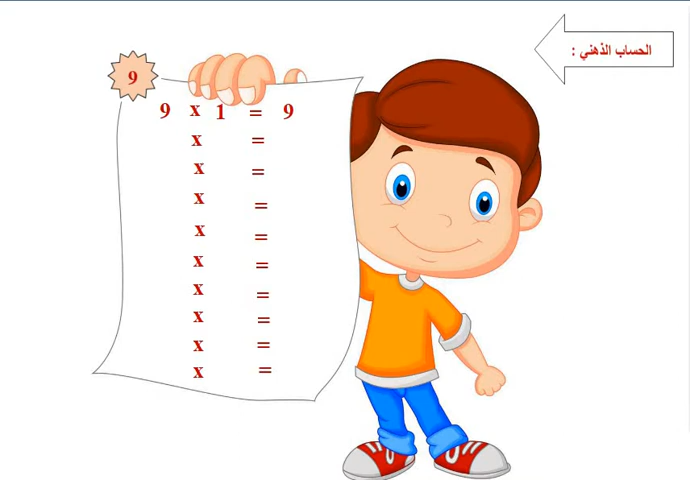 الحساب الذهني :
9
9 x 1 = 9
x =
x =
x =
x =
x =
x =
x =
x =
x =